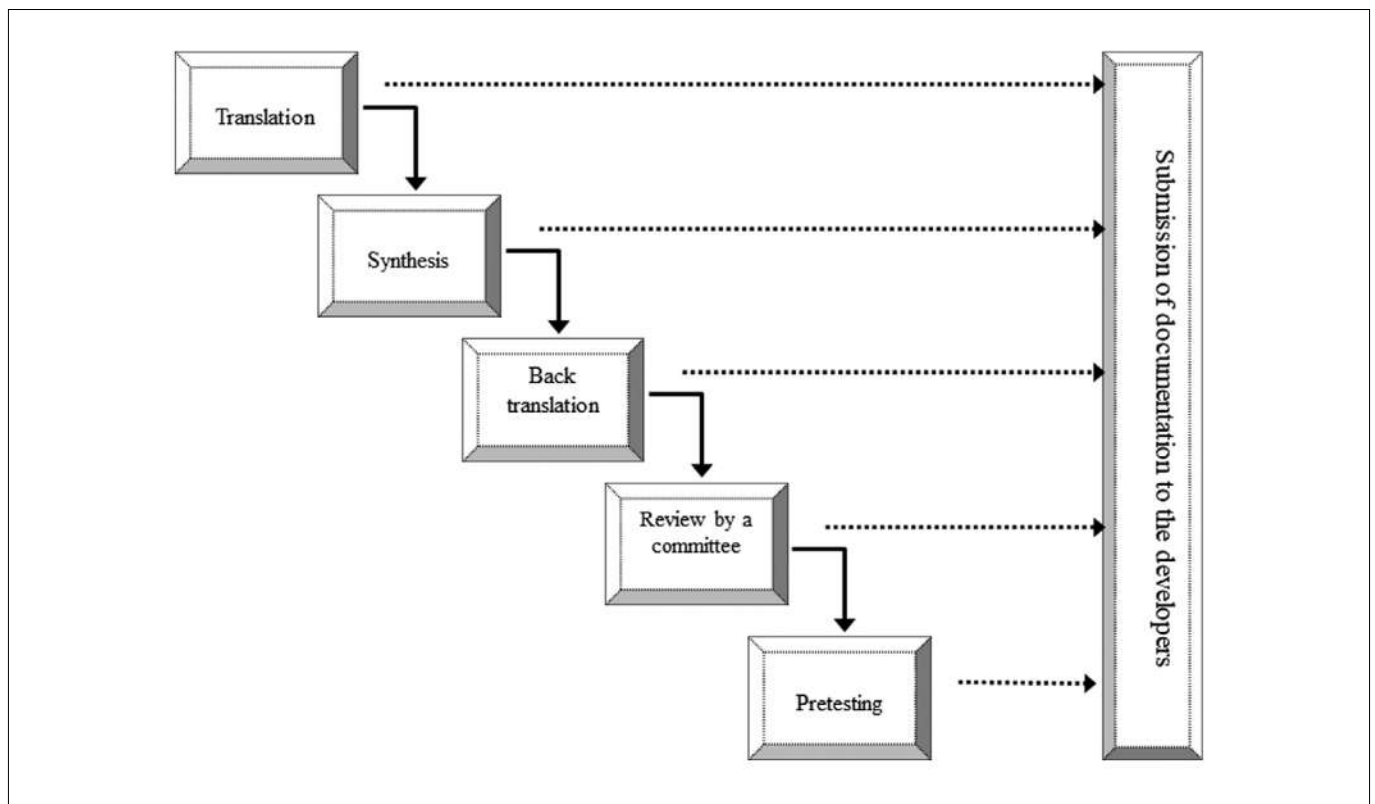 Translation
Synthesis
Back
translation
Review by a
committee
Pretesting
Submission of documentation to the developers